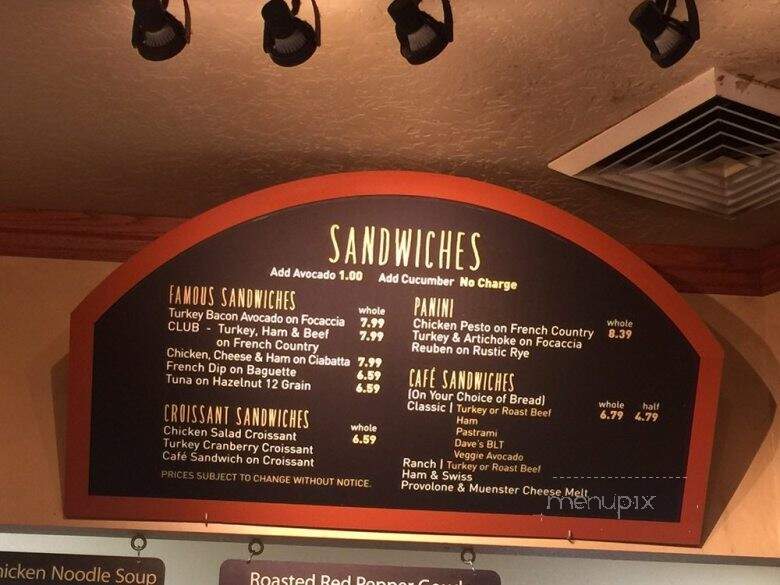 SANDWICHES
Add Avocado 1.00 Add Cucumber No Charge
FAMOUS SANDWICHES
whole
Turkey Bacon Avocado on Focaccia 7.99
CLUB - Turkey, Ham & Beef 7.99
on French Country
Chicken, Cheese & Ham on Ciabatta 7.99
French Dip on Baguette 6.59
Tuna on Hazelnut 12 Grain 6.59
CROISSANT SANDWICHES
whole
Chicken Salad Croissant 6.59
Turkey Cranberry Croissant
Café Sandwich on Croissant
PRICES SUBJECT TO CHANGE WITHOUT NOTICE.
PANINI
whole
Chicken Pesto on French Country 8.39
Turkey & Artichoke on Focaccia
Reuben on Rustic Rye
CAFÉ SANDWICHES
(On Your Choice of Bread)
whole half
Classic | Turkey or Roast Beef 6.79 4.79
Ham
Pastrami
Dave's BLT
Veggie Avocado
Ranch | Turkey or Roast Beef
Ham & Swiss
Provolone & Muenster Cheese Melt
menupix
hicken Noodle Soup
Roasted Red Pepper